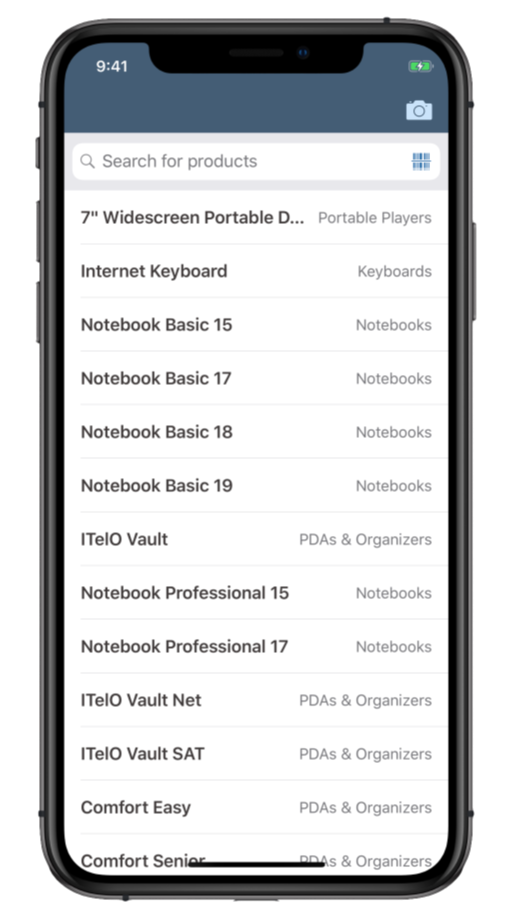 9:41
Search for products
7" Widescreen Portable D... Portable Players
Internet Keyboard Keyboards
Notebook Basic 15 Notebooks
Notebook Basic 17 Notebooks
Notebook Basic 18 Notebooks
Notebook Basic 19 Notebooks
ITelO Vault PDAs & Organizers
Notebook Professional 15 Notebooks
Notebook Professional 17 Notebooks
ITelO Vault Net PDAs & Organizers
ITelO Vault SAT PDAs & Organizers
Comfort Easy PDAs & Organizers
Comfort Senior PDAs & Organizers